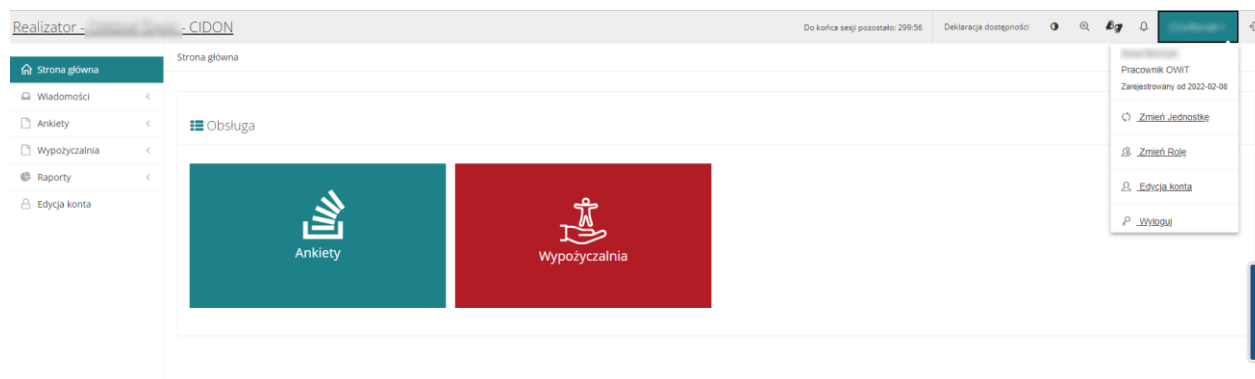 Realizator - - CIDON
Do końca sesji pozostało: 299:56
Deklaracja dostępności
Strona główna
Strona główna
Wiadomości
Ankiety
Wypożyczalnia
Raporty
Edycja konta
Obsługa
Ankiety
Wypożyczalnia
Pracownik OWiT
Zarejestrowany od 2022-02-08
Zmień Jednostkę
Zmień Rolę
Edycja konta
Wyloguj